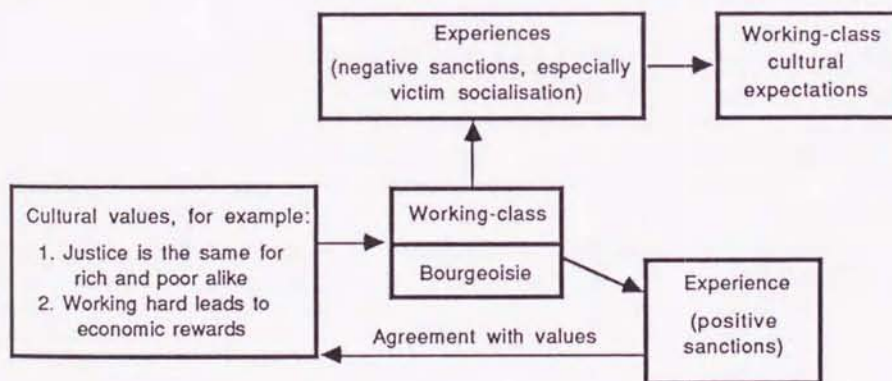 Experiences
(negative sanctions, especially
victim socialisation)
Working-class
cultural
expectations
Cultural values, for example:
1. Justice is the same for
rich and poor alike
2. Working hard leads to
economic rewards
Working-class
Bourgeoisie
Experience
(positive
sanctions)
Agreement with values